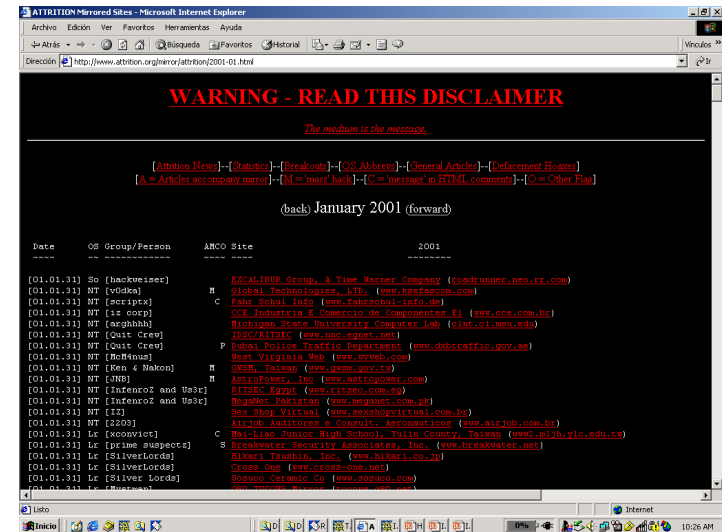 ATTRITION Mirrored Sites - Microsoft Internet Explorer
Archivo Edición Ver Favoritos Herramientas Ayuda
Atrás Búsqueda Favoritos Historial Vínculos »
Dirección http://www.attrition.org/mirror/attrition/2001-01.html Ir
WARNING - READ THIS DISCLAIMER
The medium is the message.
[Attrition News]--[Statistics]--[Breakouts]--[OS Abbrevs]--[General Articles]--[Defacement Hoaxes]
[A = Articles accompany mirror]--[M = 'mass' hack]--[C = 'message' in HTML comments]--[O = Other Flag]
(back) January 2001 (forward)
Date OS Group/Person AMCO Site 2001
~~~~ ~~ ~~~~~~~~~~~~ ~~~~ ~~~~ ~~~~~~~~
[01.01.31] So [hackweiser] EXCALIBUR Group, A Time Warner Company (roadrunner.neo.rr.com)
[01.01.31] NT [y0dka] M Global Technologies, LTD. (www.ksefascom.com)
[01.01.31] NT [scriptx] C Fahr Schul Info (www.fahrschul-info.de)
[01.01.31] NT [iz corp] CCE Industria E Comercio de Componentes El (www.cce.com.br)
[01.01.31] NT [arghhhh] Michigan State University Computer Lab (clnt.cl.msu.edu)
[01.01.31] NT [Quit Crew] (www.mac.egnet.net)
[01.01.31] NT [Quit Crew] P Dubai Police Traffic Department (www.dxbtraffic.gov.ae)
[01.01.31] NT [McM4nus] West Virginia Web (www.wvweb.com)
[01.01.31] NT [Ken & Nakon] M GWSM, Taiwan (www.gwsm.gov.tw)
[01.01.31] NT [JNB] M AstroPower, Inc (www.astropower.com)
[01.01.31] NT [InfenroZ and Us3r] RITSEC Egypt (www.ritsec.com.eg)
[01.01.31] NT [InfenroZ and Us3r] MegaNet Pakistan (www.meganet.com.pk)
[01.01.31] NT [IZ] Sex Shop Virtual (www.sexshopvirtual.com.br)
[01.01.31] NT [2203] Airjob Auditores e Consult. Aeronauticos (www.airjob.com.br)
[01.01.31] Lr [xconvict] C Mai-Liao Junior High School, Yulin County, Taiwan (www2.mljh.ylc.edu.tw)
[01.01.31] Lr [prime suspectz] S Breakwater Security Associates, Inc. (www.breakwater.net)
[01.01.31] Lr [SilverLords] Hikari Tsushin, Inc. (www.hikari.co.jp)
[01.01.31] Lr [SilverLords] Cross One (www.cross-one.net)
[01.01.31] Lr [Silver Lords] Sosuco Ceramic Co (www.sosuco.com)
Listo Internet
Inicio 0% 10:26 AM